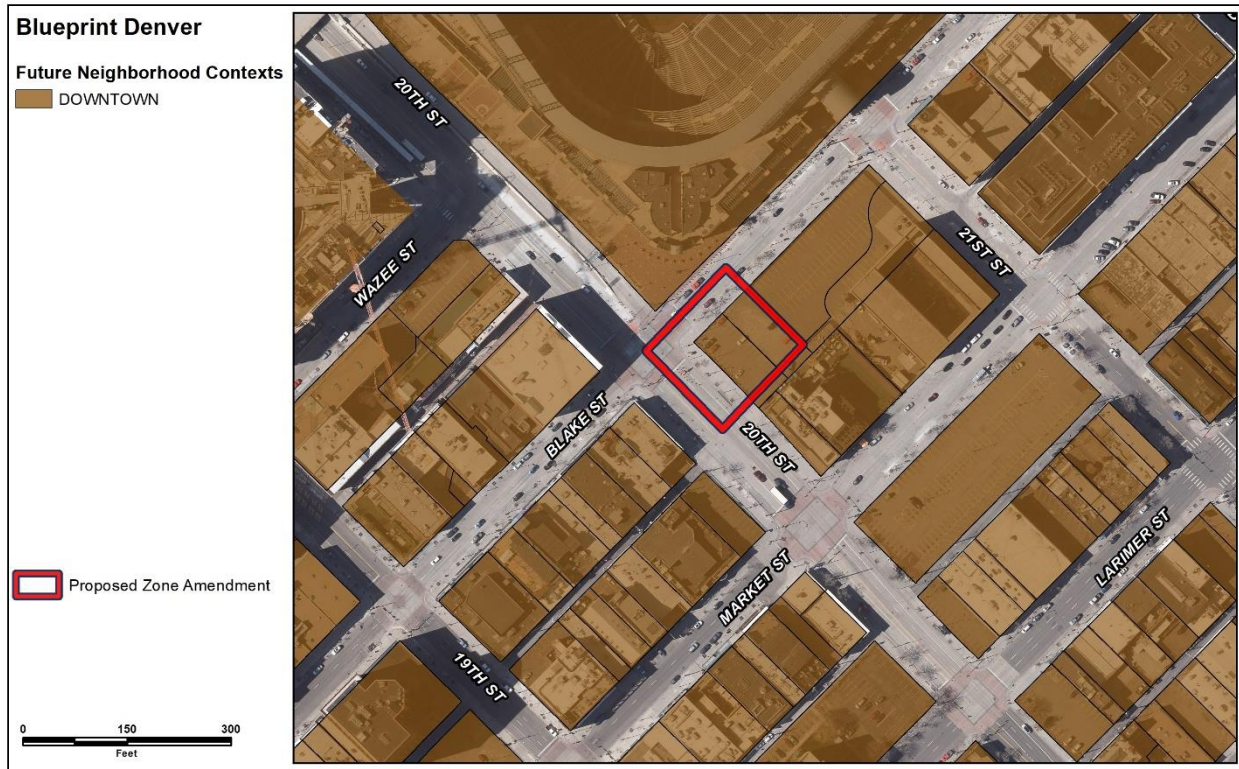 Blueprint Denver
Future Neighborhood Contexts
DOWNTOWN
Proposed Zone Amendment
0 150 300
Feet
20TH ST
WAZEE ST
21ST ST
BLAKE ST
20TH ST
MARKET ST
LARIMER ST
19TH ST